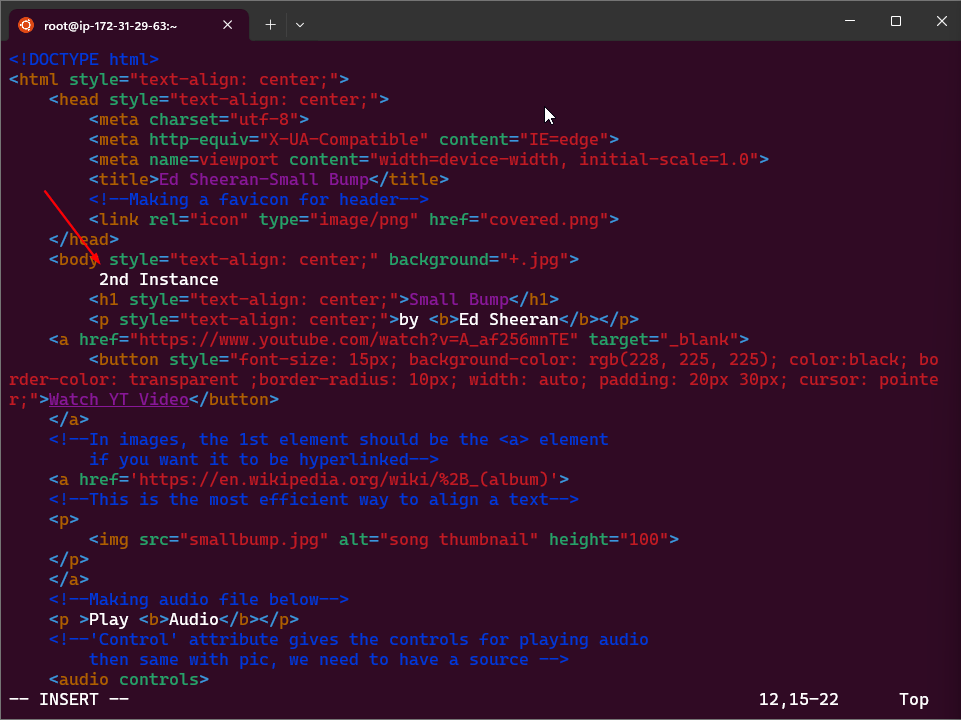 root@ip-172-31-29-63:~
<!DOCTYPE html>
<html style="text-align: center;">
    <head style="text-align: center;">
        <meta charset="utf-8">
        <meta http-equiv="X-UA-Compatible" content="IE=edge">
        <meta name=viewport content="width=device-width, initial-scale=1.0">
        <title>Ed Sheeran-Small Bump</title>
        <!--Making a favicon for header-->
        <link rel="icon" type="image/png" href="covered.png">
    </head>
    <body style="text-align: center;" background="+.jpg">
         2nd Instance
        <h1 style="text-align: center;">Small Bump</h1>
        <p style="text-align: center;">by <b>Ed Sheeran</b></p>
    <a href="https://www.youtube.com/watch?v=A_af256mnTE" target="_blank">
        <button style="font-size: 15px; background-color: rgb(228, 225, 225); color:black; bo
rder-color: transparent ;border-radius: 10px; width: auto; padding: 20px 30px; cursor: pointe
r;">Watch YT Video</button>
    </a>
    <!--In images, the 1st element should be the <a> element
        if you want it to be hyperlinked-->
    <a href='https://en.wikipedia.org/wiki/%2B_(album)'>
    <!--This is the most efficient way to align a text-->
    <p>
        <img src="smallbump.jpg" alt="song thumbnail" height="100">
    </p>
    </a>
    <!--Making audio file below-->
    <p >Play <b>Audio</b></p>
    <!--'Control' attribute gives the controls for playing audio
        then same with pic, we need to have a source -->
    <audio controls>
-- INSERT -- 12,15-22 Top